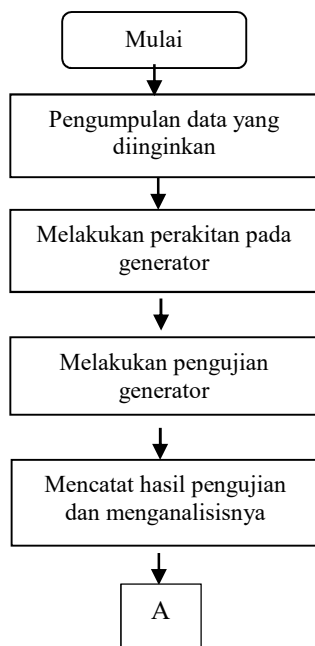 Mulai
Pengumpulan data yang
diinginkan
Melakukan perakitan pada
generator
Melakukan pengujian
generator
Mencatat hasil pengujian
dan menganalisisnya
A